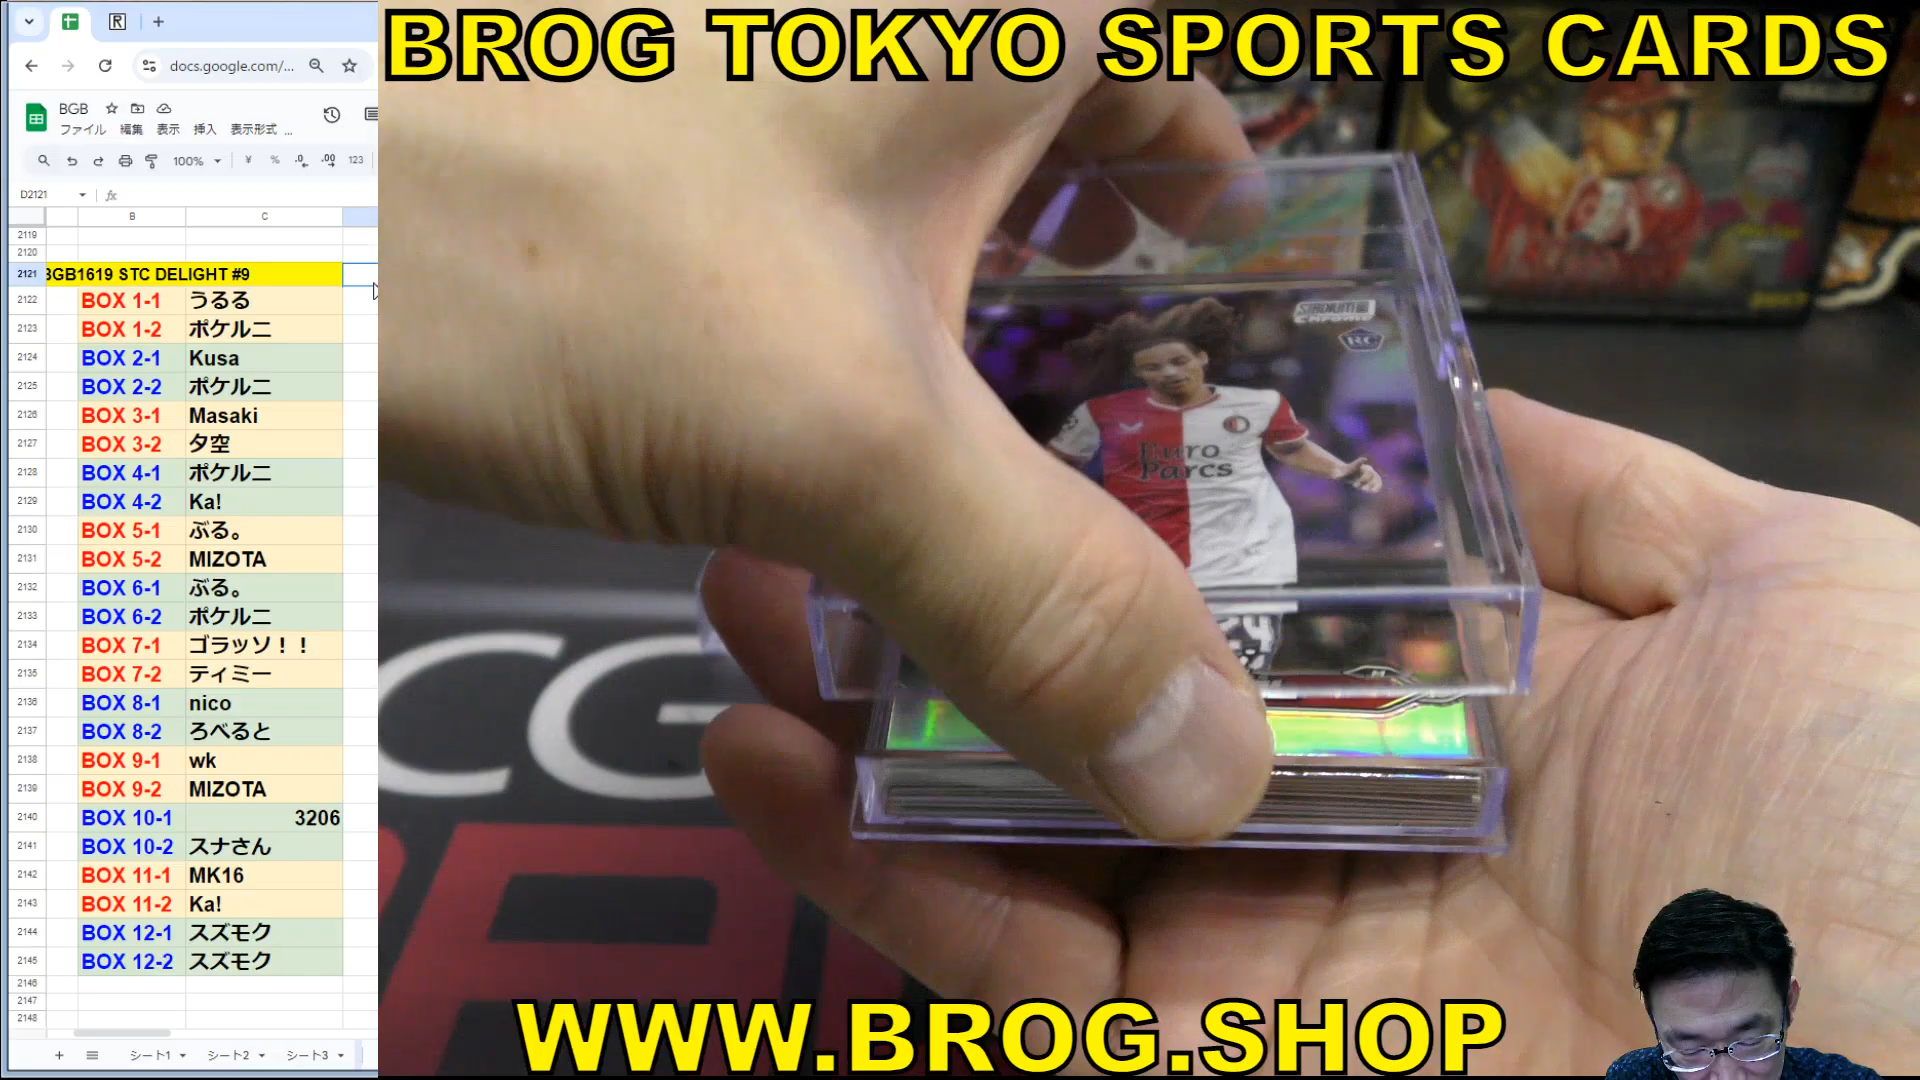 BROG TOKYO SPORTS CARDS
docs.google.com/...
BGB
ファイル 編集 表示 挿入 表示形式 ...
100% ¥ % .0 .00 123
D2121 fx
B C
2119
2120
2121 BGB1619 STC DELIGHT #9
2122 BOX 1-1 うるる
2123 BOX 1-2 ポケル二
2124 BOX 2-1 Kusa
2125 BOX 2-2 ポケル二
2126 BOX 3-1 Masaki
2127 BOX 3-2 夕空
2128 BOX 4-1 ポケル二
2129 BOX 4-2 Ka!
2130 BOX 5-1 ぶる。
2131 BOX 5-2 MIZOTA
2132 BOX 6-1 ぶる。
2133 BOX 6-2 ポケル二
2134 BOX 7-1 ゴラッソ！！
2135 BOX 7-2 ティミー
2136 BOX 8-1 nico
2137 BOX 8-2 ろべると
2138 BOX 9-1 wk
2139 BOX 9-2 MIZOTA
2140 BOX 10-1 3206
2141 BOX 10-2 スナさん
2142 BOX 11-1 MK16
2143 BOX 11-2 Ka!
2144 BOX 12-1 スズモク
2145 BOX 12-2 スズモク
2146
2147
2148
シート1 シート2 シート3
STADIUM
CHROME
RC
Euro
Parcs
CG
WWW.BROG.SHOP